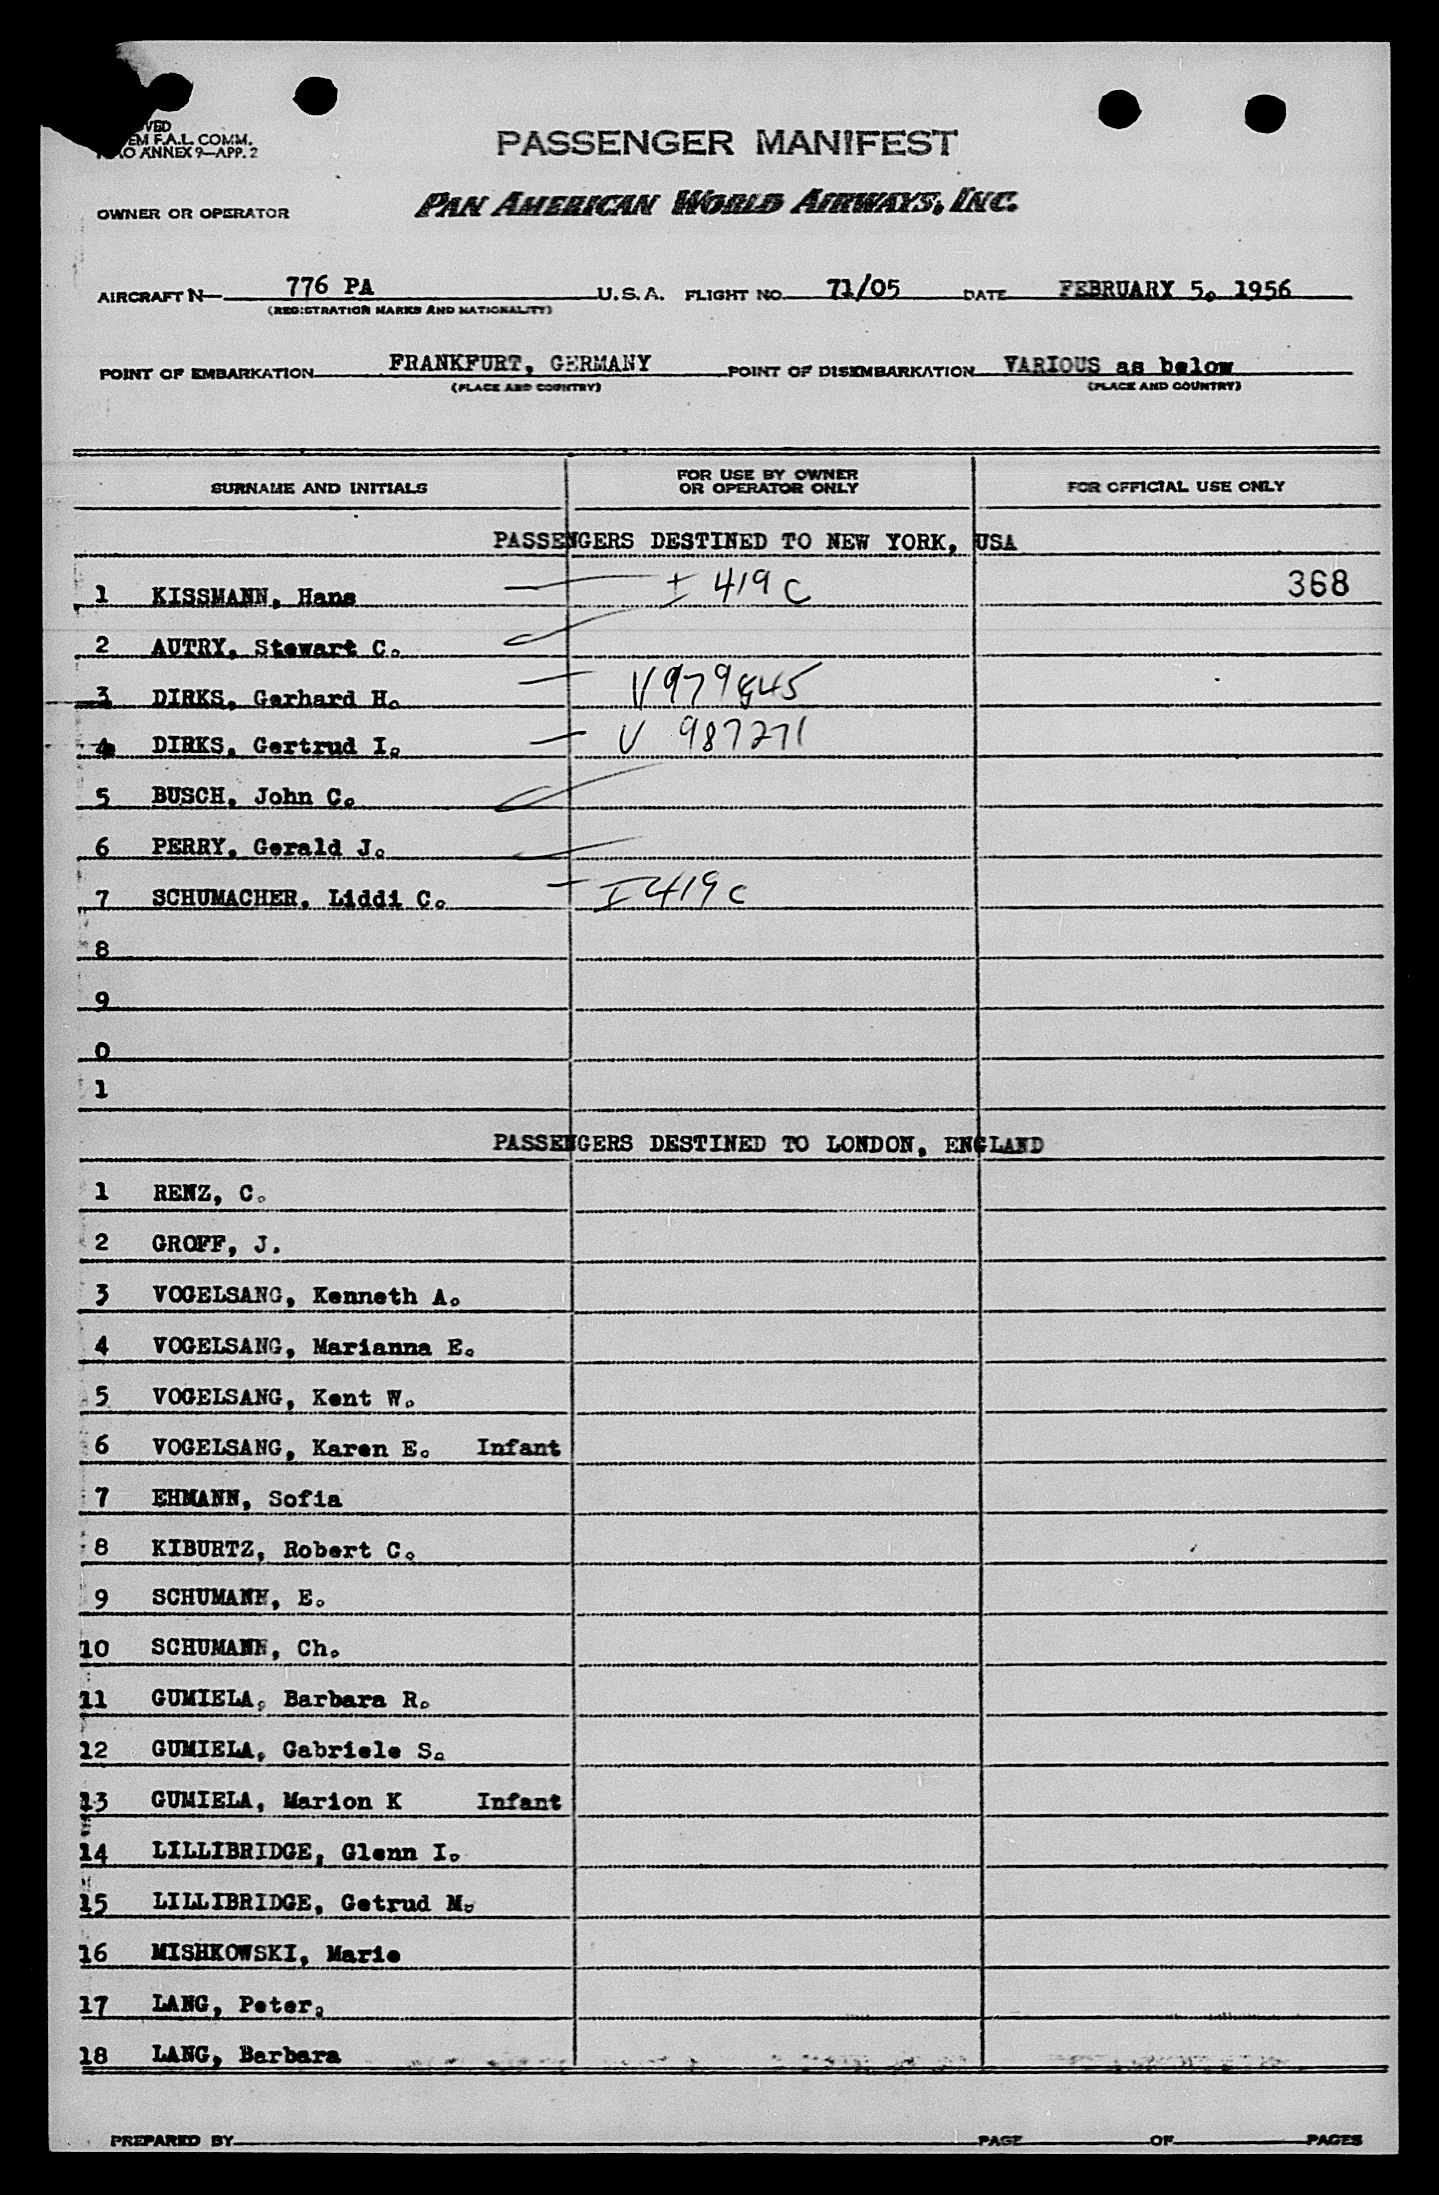 VED
EM F.A.L. COMM.
O ANNEX 9—APP. 2
PASSENGER MANIFEST
OWNER OR OPERATOR
PAN AMERICAN WORLD AIRWAYS, INC.
AIRCRAFT N— 776 PA U.S.A. FLIGHT NO. 71/05 DATE FEBRUARY 5, 1956
(REGISTRATION MARKS AND NATIONALITY)
POINT OF EMBARKATION FRANKFURT, GERMANY POINT OF DISEMBARKATION VARIOUS as below
(PLACE AND COUNTRY) (PLACE AND COUNTRY)
SURNAME AND INITIALS FOR USE BY OWNER OR OPERATOR ONLY FOR OFFICIAL USE ONLY
PASSENGERS DESTINED TO NEW YORK, USA
1 KISSMANN, Hans I 419 C 368
2 AUTRY, Stewart C.
3 DIRKS, Gerhard H. V979845
4 DIRKS, Gertrud I. V 987271
5 BUSCH, John C.
6 PERRY, Gerald J.
7 SCHUMACHER, Liddi C. I 419 C
8
9
0
1
PASSENGERS DESTINED TO LONDON, ENGLAND
1 RENZ, C.
2 GROFF, J.
3 VOGELSANG, Kenneth A.
4 VOGELSANG, Marianna E.
5 VOGELSANG, Kent W.
6 VOGELSANG, Karen E. Infant
7 EHMANN, Sofia
8 KIBURTZ, Robert C.
9 SCHUMANN, E.
10 SCHUMANN, Ch.
11 GUMIELA, Barbara R.
12 GUMIELA, Gabriele S.
13 GUMIELA, Marion K Infant
14 LILLIBRIDGE, Glenn I.
15 LILLIBRIDGE, Getrud M.
16 MISHKOWSKI, Marie
17 LANG, Peter.
18 LANG, Barbara
PREPARED BY PAGE OF PAGES